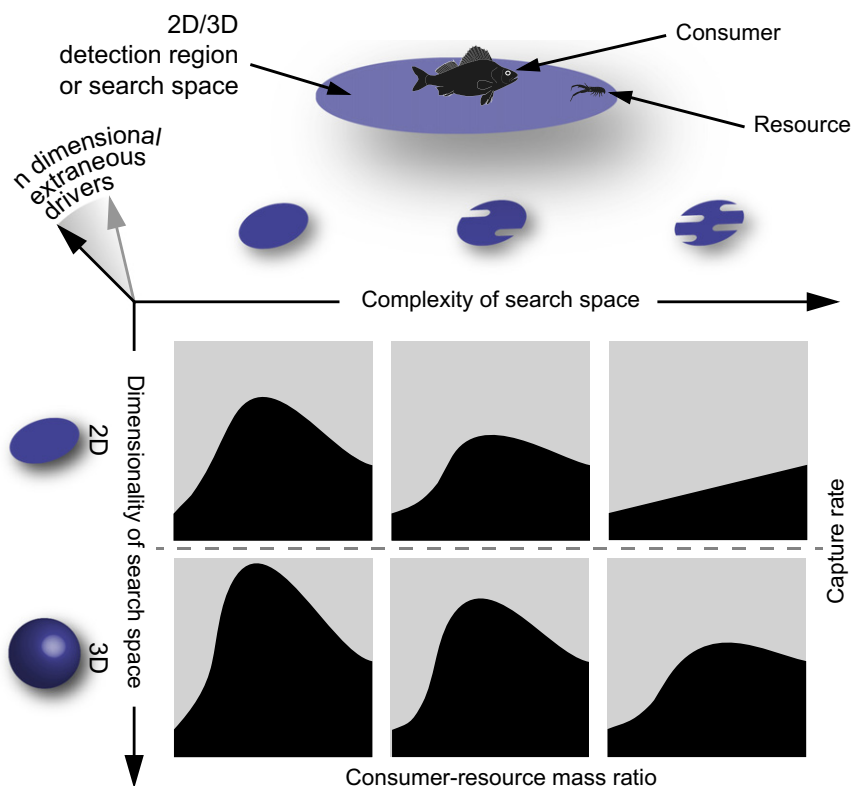 2D/3D
detection region
or search space
Consumer
Resource
n dimensional
extraneous
drivers
Complexity of search space
Dimensionality of search space
2D
3D
Capture rate
Consumer-resource mass ratio